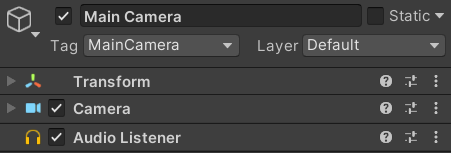 Main Camera Static
Tag MainCamera Layer Default
Transform
Camera
Audio Listener